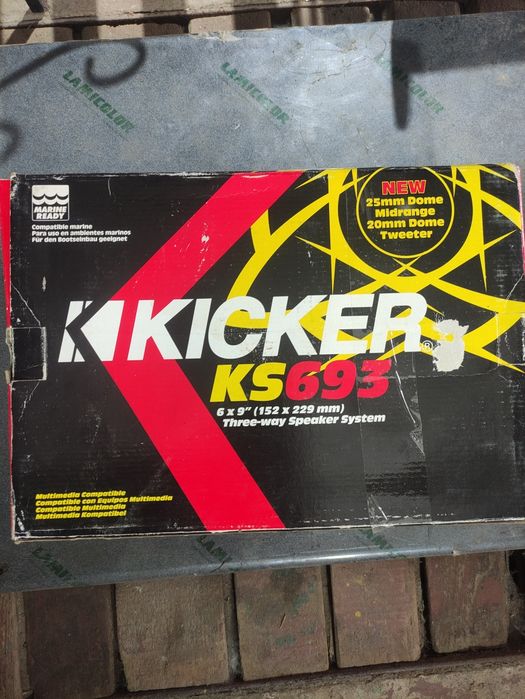 LAMICOLOR
LAMICOLOR
MARINE
READY
Compatible marine
Para uso en ambientes marinos
Für den Bootseinbau geeignet
NEW
25mm Dome
Midrange
20mm Dome
Tweeter
KICKER®
KS693
6 x 9" (152 x 229 mm)
Three-way Speaker System
Multimedia Compatible
Compatible con Equipos Multimedia
Compatible Multimedia
Multimedia Kompatibel
LAMICOLOR
LAMICOLOR